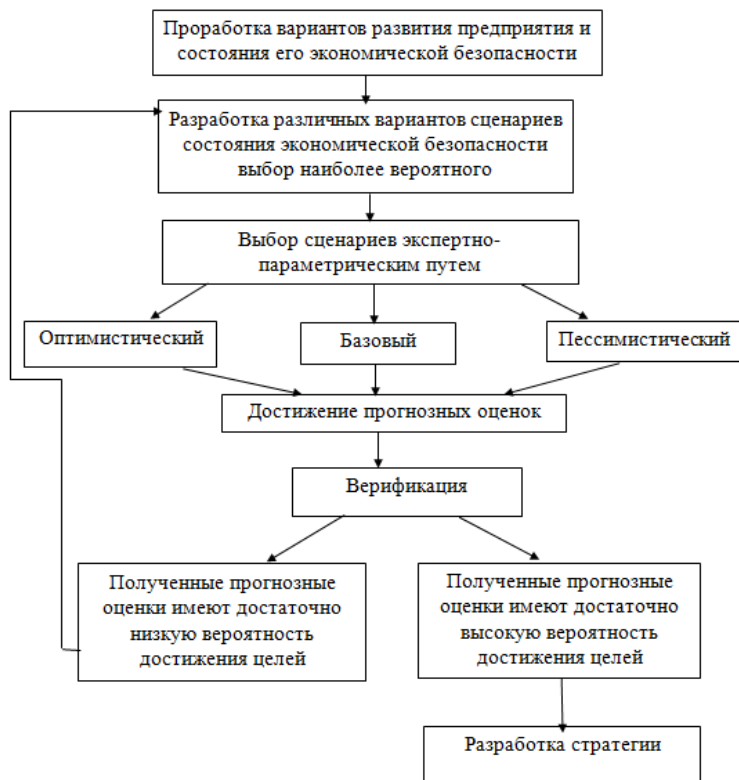 Проработка вариантов развития предприятия и
состояния его экономической безопасности
Разработка различных вариантов сценариев
состояния экономической безопасности
выбор наиболее вероятного
Выбор сценариев экспертно-
параметрическим путем
Оптимистический
Базовый
Пессимистический
Достижение прогнозных оценок
Верификация
Полученные прогнозные
оценки имеют достаточно
низкую вероятность
достижения целей
Полученные прогнозные
оценки имеют достаточно
высокую вероятность
достижения целей
Разработка стратегии